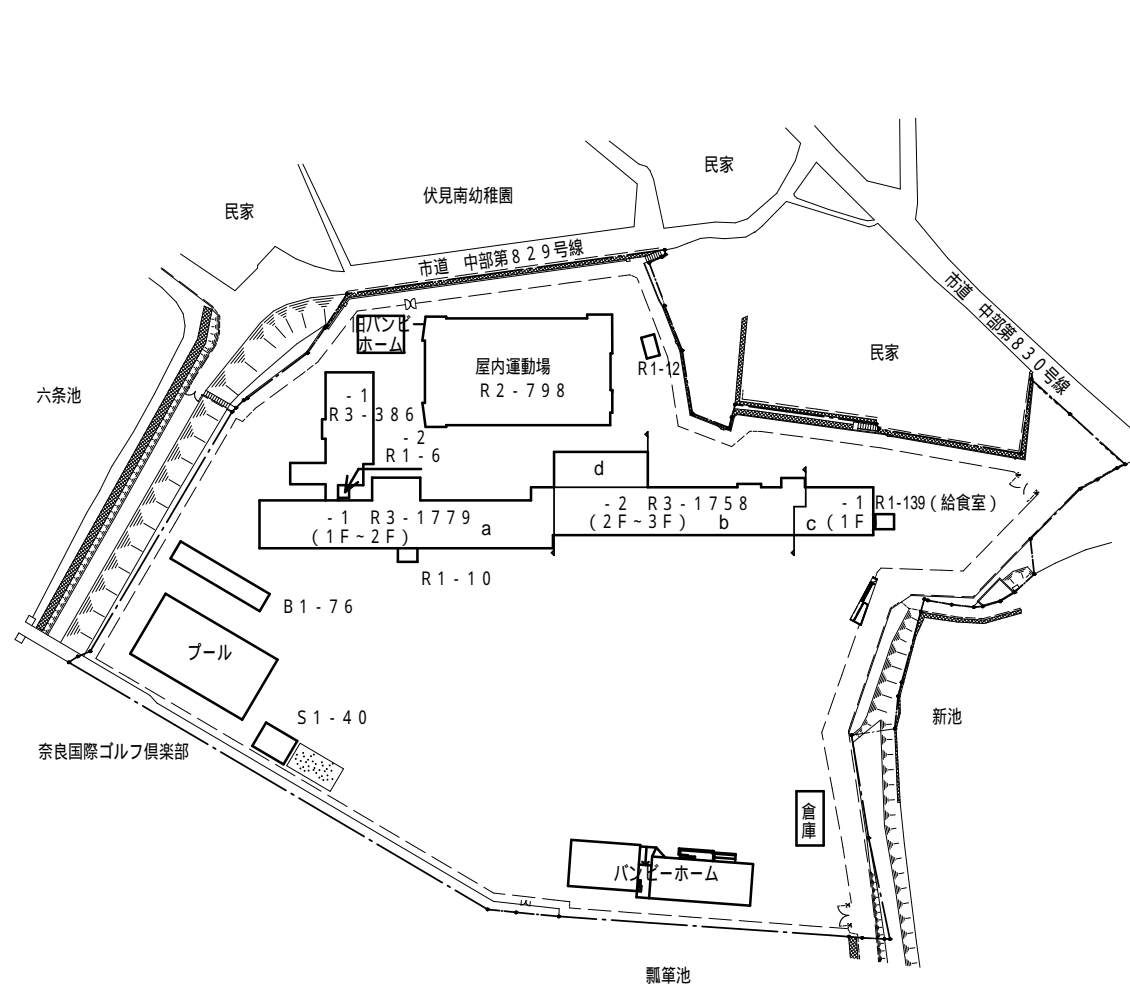 民家
伏見南幼稚園
民家
市道 中部第829号線
市道 中部第830号線
旧バンビー
ホーム
屋内運動場
R2-798
R1-12
民家
六条池
-1
R3-386
-2
R1-6
d
-1 R3-1779
(1F~2F)
a
-2 R3-1758
(2F~3F)
b
-1
c (1F
R1-139(給食室)
R1-10
B1-76
プール
S1-40
奈良国際ゴルフ倶楽部
新池
倉庫
バンビーホーム
瓢箪池